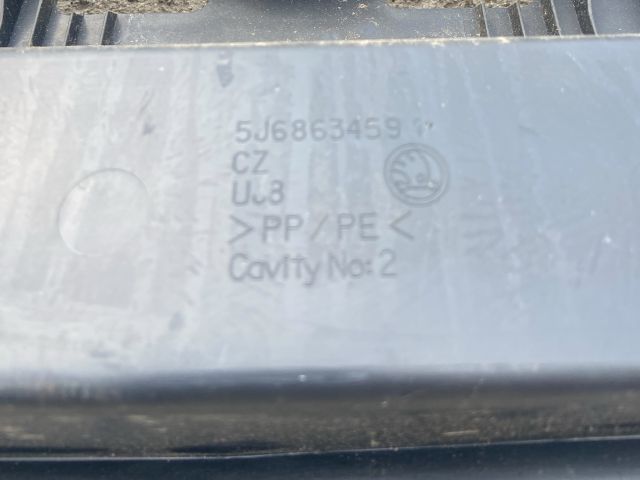 5J6863459
CZ
UJ8
>PP/PE<
Cavity No: 2